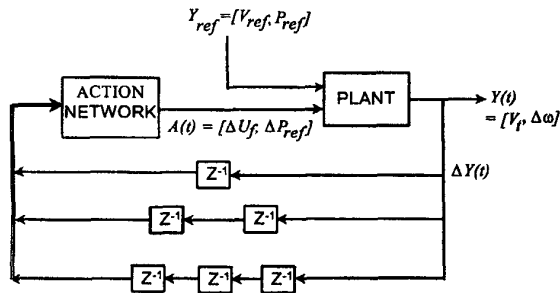 Y_ref =[V_ref, P_ref]
ACTION
NETWORK
PLANT
Y(t)
= [V_t, Δω]
A(t) = [ΔU_f, ΔP_ref]
ΔY(t)
Z⁻¹
Z⁻¹ Z⁻¹
Z⁻¹ Z⁻¹ Z⁻¹